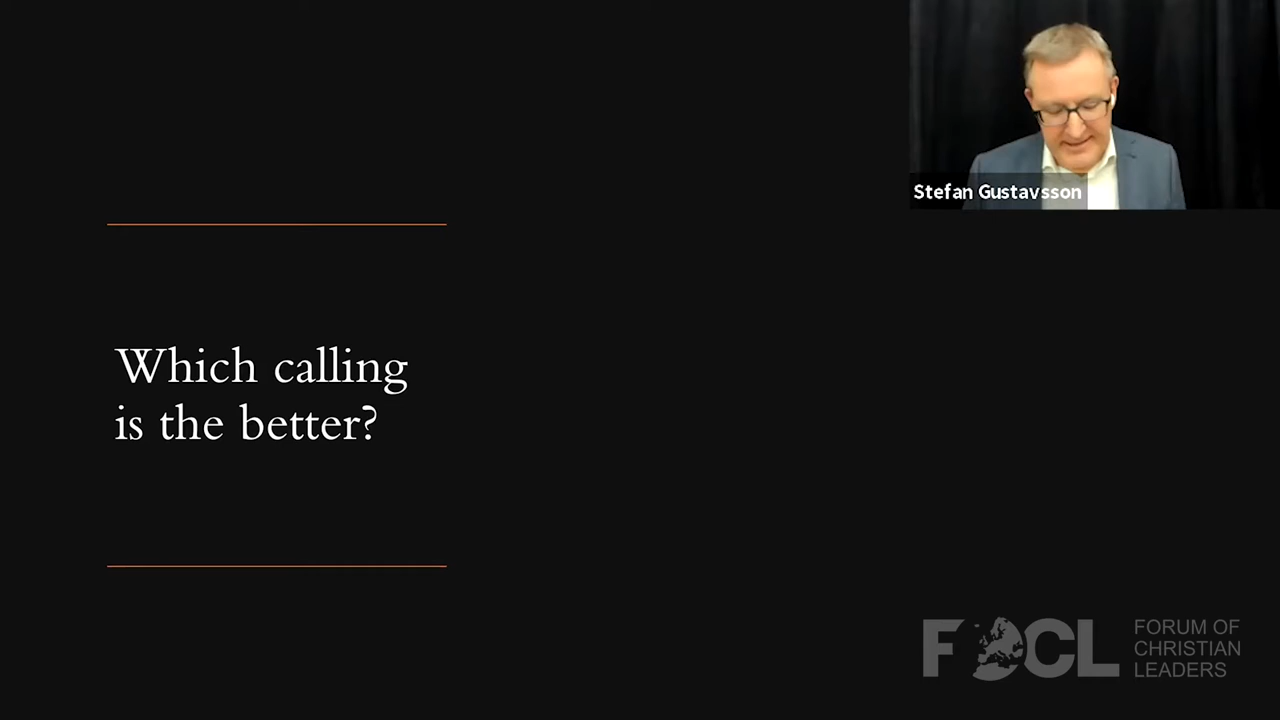 Stefan Gustavsson
Which calling
is the better?
FOCL
FORUM OF
CHRISTIAN
LEADERS